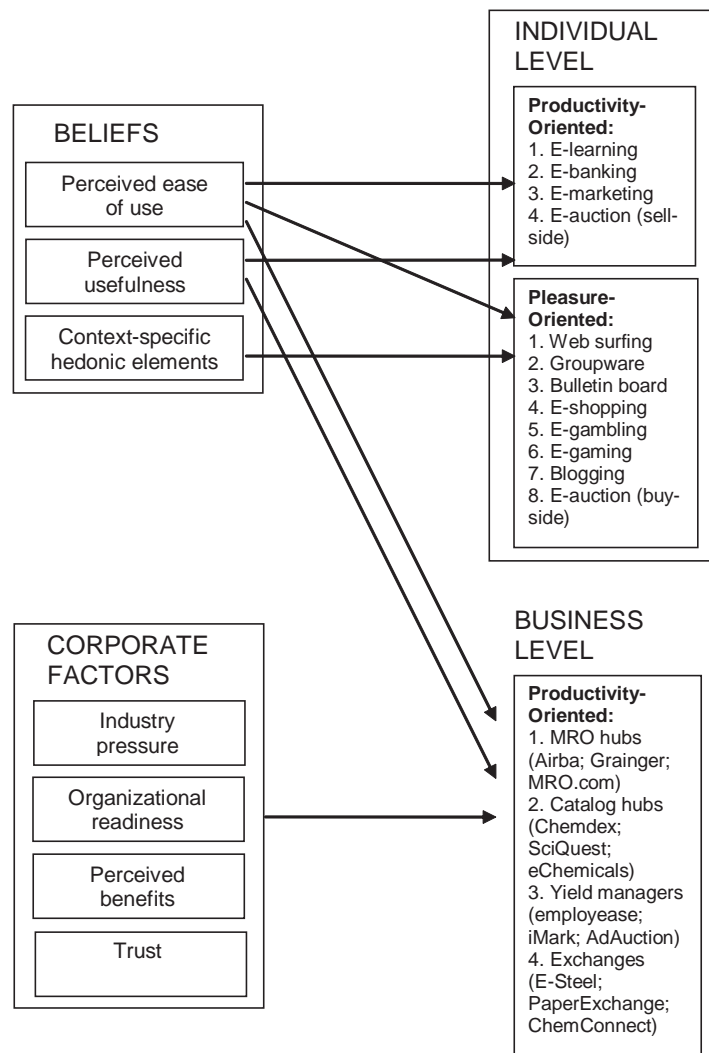 BELIEFS
Perceived ease
of use
Perceived
usefulness
Context-specific
hedonic elements
INDIVIDUAL
LEVEL
Productivity-
Oriented:
1. E-learning
2. E-banking
3. E-marketing
4. E-auction (sell-
side)
Pleasure-
Oriented:
1. Web surfing
2. Groupware
3. Bulletin board
4. E-shopping
5. E-gambling
6. E-gaming
7. Blogging
8. E-auction (buy-
side)
CORPORATE
FACTORS
Industry
pressure
Organizational
readiness
Perceived
benefits
Trust
BUSINESS
LEVEL
Productivity-
Oriented:
1. MRO hubs
(Airba; Grainger;
MRO.com)
2. Catalog hubs
(Chemdex;
SciQuest;
eChemicals)
3. Yield managers
(employease;
iMark; AdAuction)
4. Exchanges
(E-Steel;
PaperExchange;
ChemConnect)